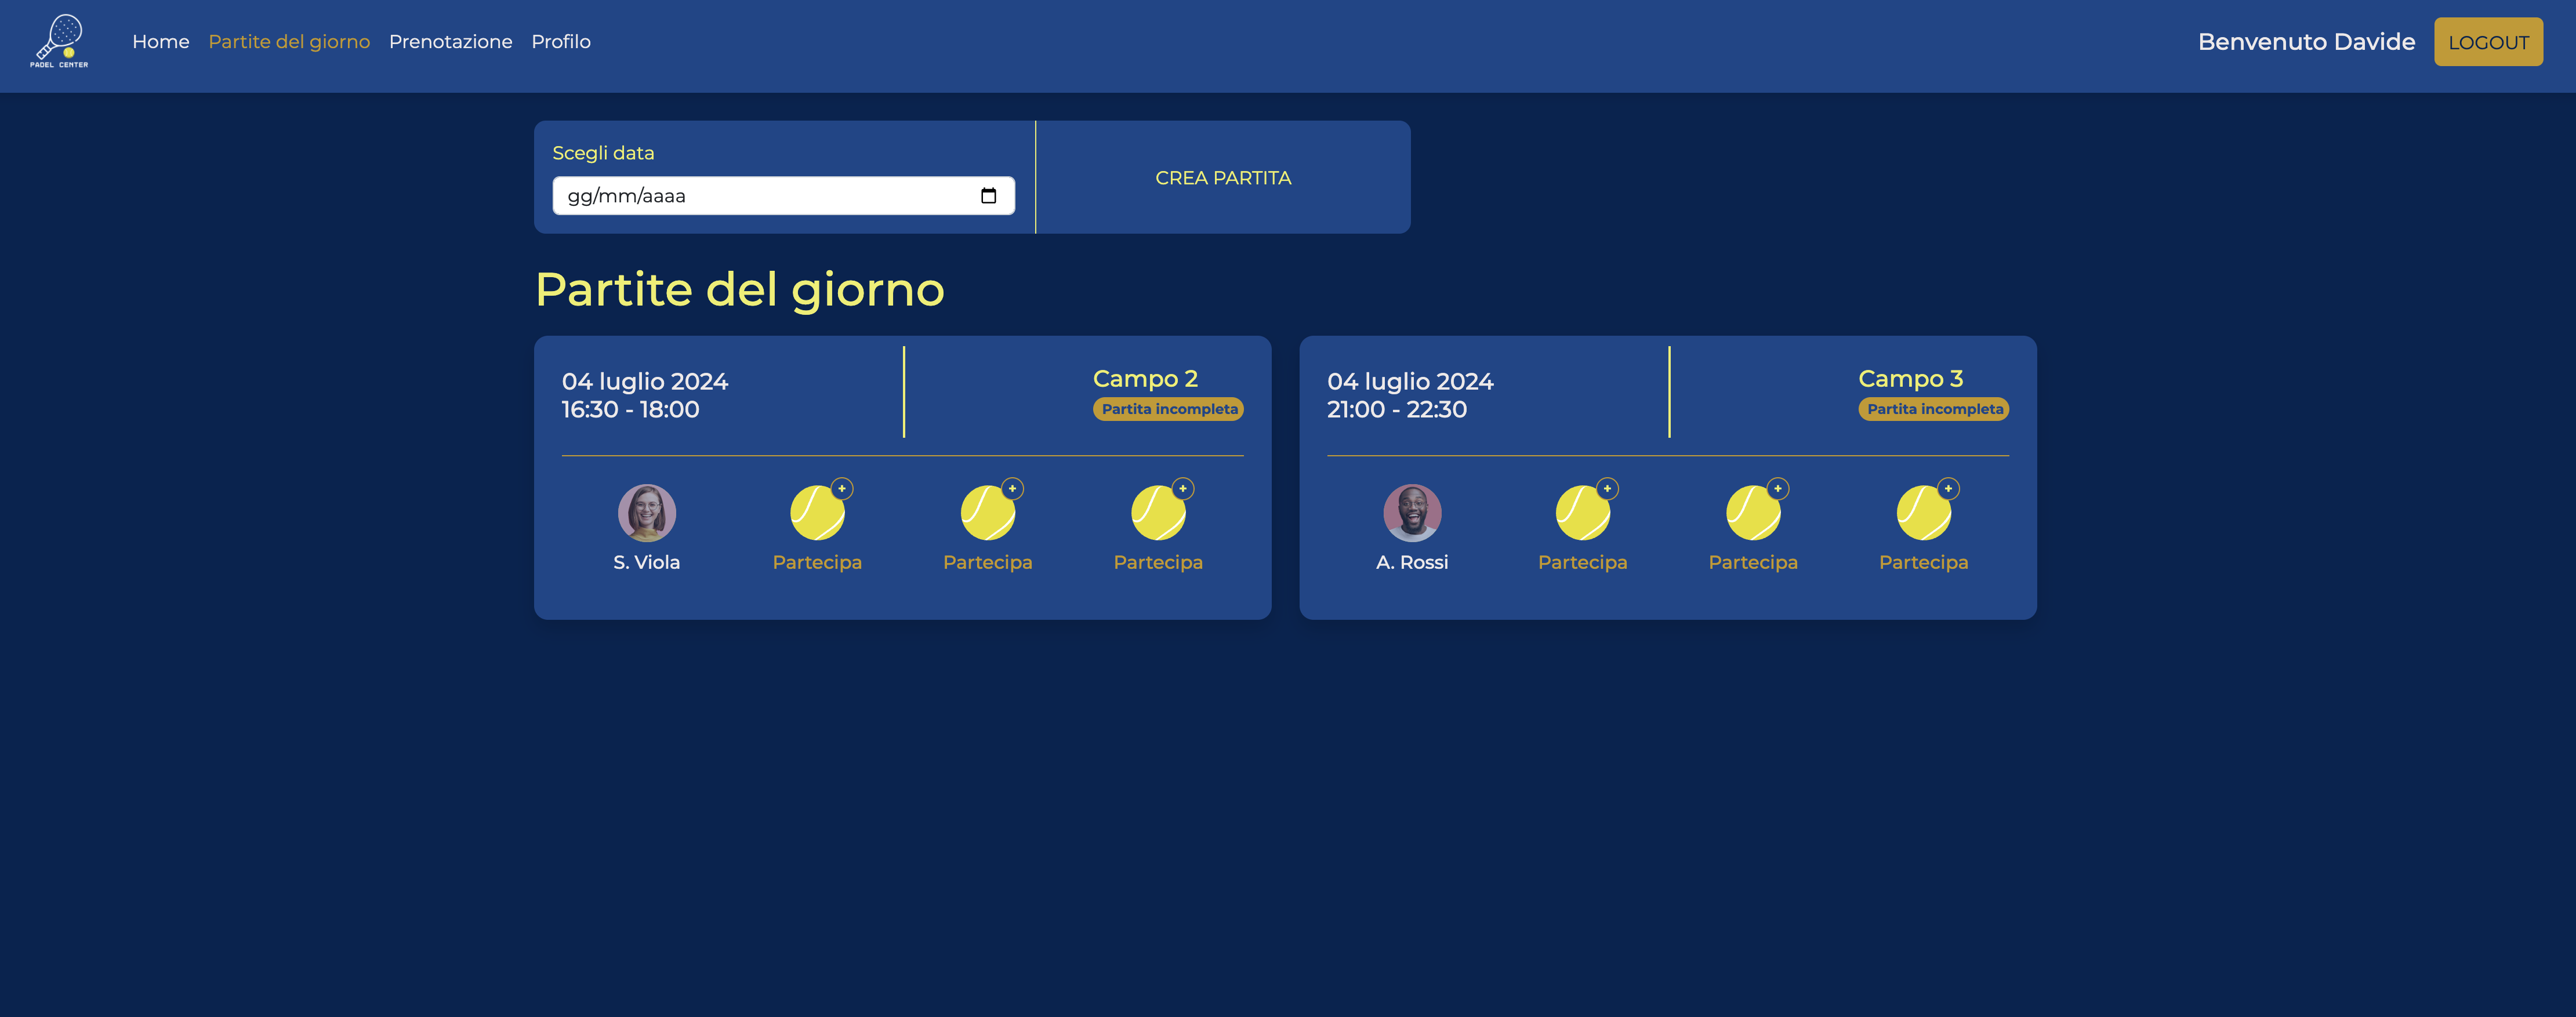 PADEL CENTER
Home Partite del giorno Prenotazione Profilo
Benvenuto Davide LOGOUT
Scegli data
gg/mm/aaaa
CREA PARTITA
Partite del giorno
04 luglio 2024
16:30 - 18:00
Campo 2
Partita incompleta
S. Viola Partecipa Partecipa Partecipa
04 luglio 2024
21:00 - 22:30
Campo 3
Partita incompleta
A. Rossi Partecipa Partecipa Partecipa